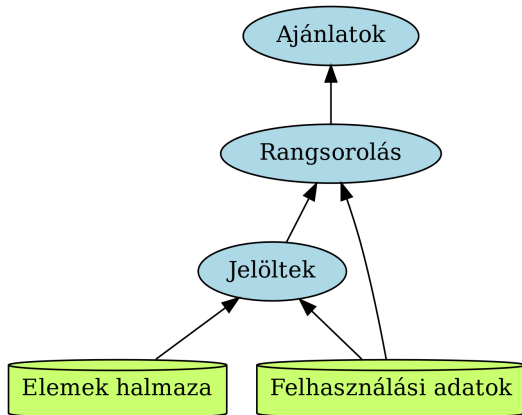 Ajánlatok
Rangsorolás
Jelöltek
Elemek halmaza
Felhasználási adatok